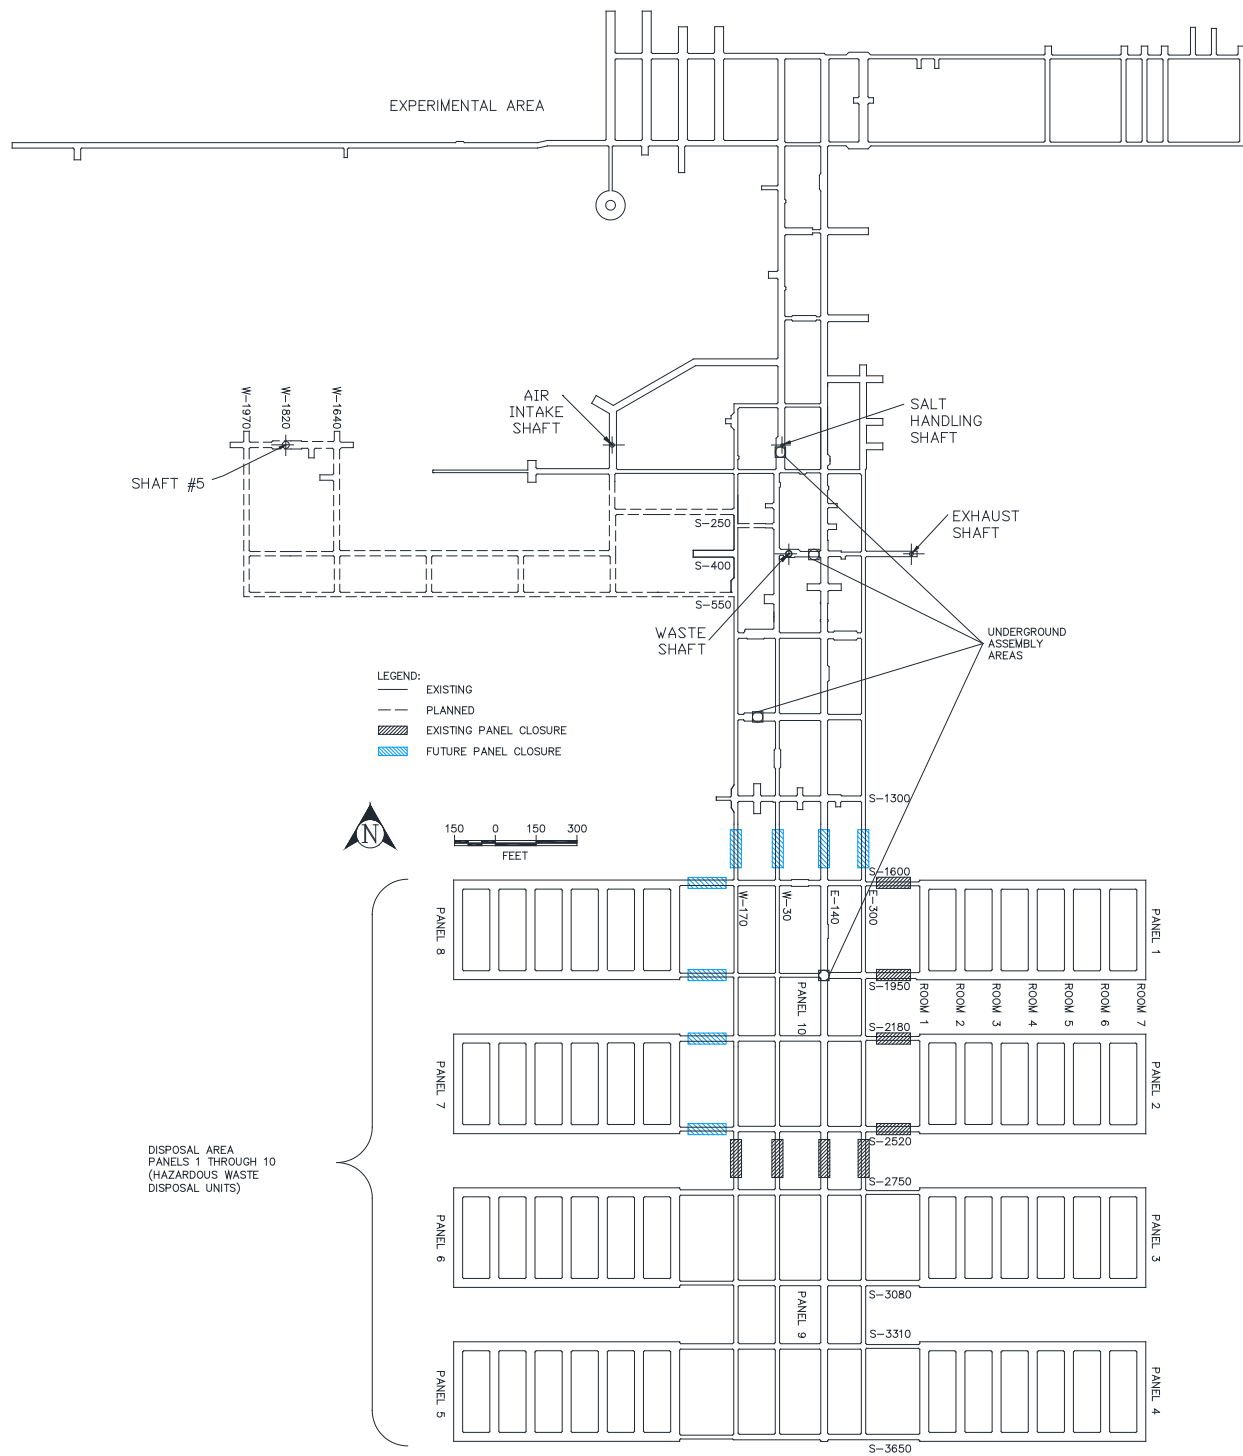 EXPERIMENTAL AREA
W-1970
W-1820
W-1640
AIR
INTAKE
SHAFT
SALT
HANDLING
SHAFT
SHAFT #5
EXHAUST
SHAFT
S-250
S-400
S-550
WASTE
SHAFT
UNDERGROUND
ASSEMBLY
AREAS
LEGEND:
EXISTING
PLANNED
EXISTING PANEL CLOSURE
FUTURE PANEL CLOSURE
S-1300
N
150 0 150 300
FEET
S-1600
W-170
W-30
E-140
E-300
PANEL 8
PANEL 1
S-1950
PANEL 10
ROOM 1
ROOM 2
ROOM 3
ROOM 4
ROOM 5
ROOM 6
ROOM 7
S-2180
PANEL 7
PANEL 2
S-2520
DISPOSAL AREA
PANELS 1 THROUGH 10
(HAZARDOUS WASTE
DISPOSAL UNITS)
S-2750
PANEL 6
PANEL 3
S-3080
PANEL 9
S-3310
PANEL 5
PANEL 4
S-3650